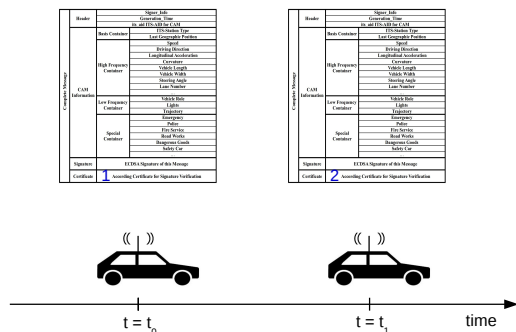 Complete Message
Header
Signer_Info
Generation_Time
its_aid ITS-AID for CAM
CAM
Information
Basis Container
ITS-Station Type
Last Geographic Position
High Frequency
Container
Speed
Driving Direction
Longitudinal Acceleration
Curvature
Vehicle Length
Vehicle Width
Steering Angle
Lane Number
Low Frequency
Container
Vehicle Role
Lights
Trajectory
Special
Container
Emergency
Police
Fire Service
Road Works
Dangerous Goods
Safety Car
Signature
ECDSA Signature of this Message
Certificate
1 According Certificate for Signature Verification
Complete Message
Header
Signer_Info
Generation_Time
its_aid ITS-AID for CAM
CAM
Information
Basis Container
ITS-Station Type
Last Geographic Position
High Frequency
Container
Speed
Driving Direction
Longitudinal Acceleration
Curvature
Vehicle Length
Vehicle Width
Steering Angle
Lane Number
Low Frequency
Container
Vehicle Role
Lights
Trajectory
Special
Container
Emergency
Police
Fire Service
Road Works
Dangerous Goods
Safety Car
Signature
ECDSA Signature of this Message
Certificate
2 According Certificate for Signature Verification
t = t₀
t = t₁
time